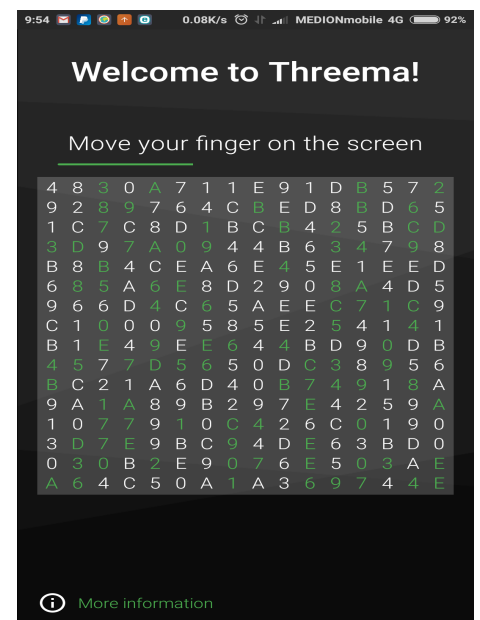 9:54 0.08K/s MEDIONmobile 4G 92%
Welcome to Threema!
Move your finger on the screen
4 8 3 0 A 7 1 1 E 9 1 D B 5 7 2
9 2 8 9 7 6 4 C B E D 8 B D 6 5
1 C 7 C 8 D 1 B C B 4 2 5 B C D
3 D 9 7 A 0 9 4 4 B 6 3 4 7 9 8
B 8 B 4 C E A 6 E 4 5 E 1 E E D
6 8 5 A 6 E 8 D 2 9 0 8 A 4 D 5
9 6 6 D 4 C 6 5 A E E C 7 1 C 9
C 1 0 0 0 9 5 8 5 E 2 5 4 1 4 1
B 1 E 4 9 E E 6 4 4 B D 9 0 D B
4 5 7 7 D 5 6 5 0 D C 3 8 9 5 6
B C 2 1 A 6 D 4 0 B 7 4 9 1 8 A
9 A 1 A 8 9 B 2 9 7 E 4 2 5 9 A
1 0 7 7 9 1 0 C 4 2 6 C 0 1 9 0
3 D 7 E 9 B C 9 4 D E 6 3 B D 0
0 3 0 B 2 E 9 0 7 6 E 5 0 3 A E
A 6 4 C 5 0 A 1 A 3 6 9 7 4 4 E
More information